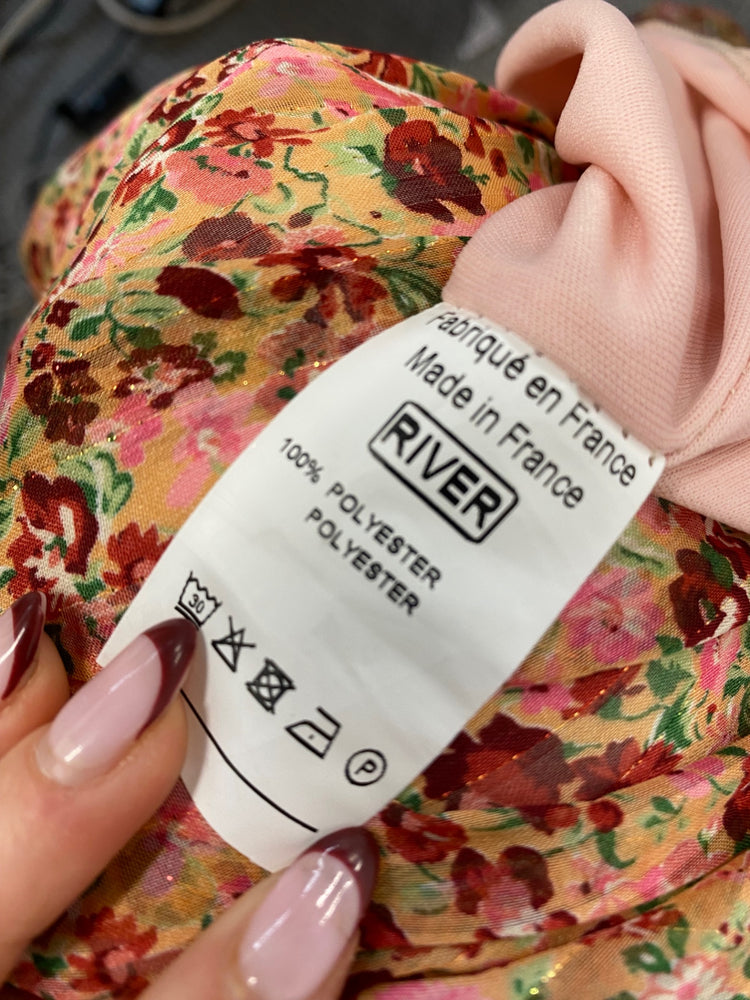 Fabriqué en France
Made in France
RIVER
100% POLYESTER
POLYESTER
30
P